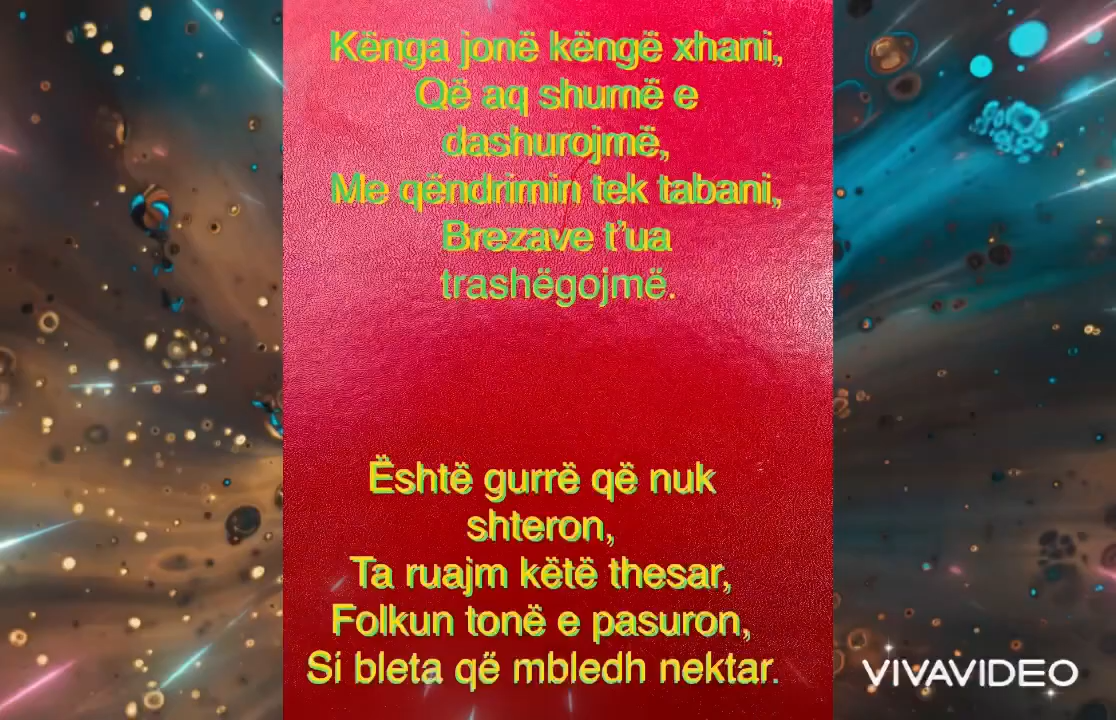 Kënga jonë këngë xhani,
Që aq shumë e
dashurojmë,
Me qëndrimin tek tabani,
Brezave t’ua
trashëgojmë.
Është gurrë që nuk
shteron,
Ta ruajm këtë thesar,
Folkun tonë e pasuron,
Si bleta që mbledh nektar.
VIVAVIDEO